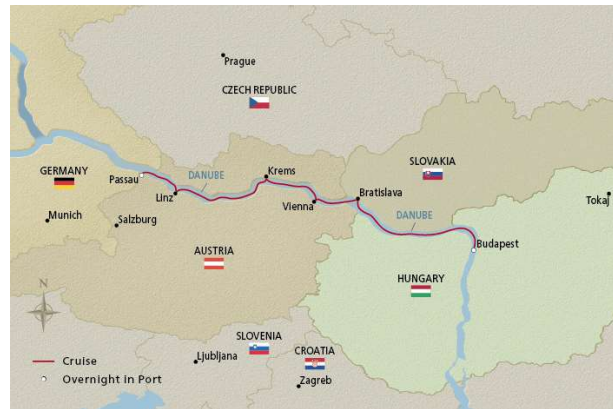 Prague
CZECH REPUBLIC
GERMANY
Passau
DANUBE
Linz
Krems
Vienna
Bratislava
SLOVAKIA
Tokaj
Munich
Salzburg
DANUBE
Budapest
AUSTRIA
HUNGARY
N
SLOVENIA
CROATIA
Ljubljana
Zagreb
Cruise
Overnight in Port